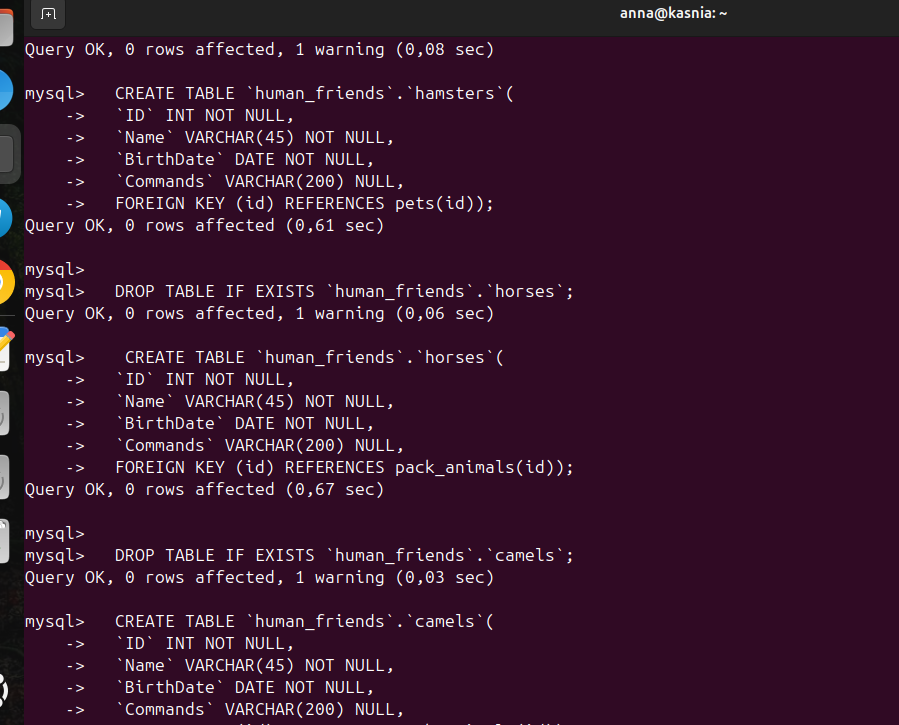 anna@kasnia: ~
Query OK, 0 rows affected, 1 warning (0,08 sec)
mysql>   CREATE TABLE `human_friends`.`hamsters`(
    ->   `ID` INT NOT NULL,
    ->   `Name` VARCHAR(45) NOT NULL,
    ->   `BirthDate` DATE NOT NULL,
    ->   `Commands` VARCHAR(200) NULL,
    ->   FOREIGN KEY (id) REFERENCES pets(id));
Query OK, 0 rows affected (0,61 sec)
mysql>
mysql>   DROP TABLE IF EXISTS `human_friends`.`horses`;
Query OK, 0 rows affected, 1 warning (0,06 sec)
mysql>    CREATE TABLE `human_friends`.`horses`(
    ->   `ID` INT NOT NULL,
    ->   `Name` VARCHAR(45) NOT NULL,
    ->   `BirthDate` DATE NOT NULL,
    ->   `Commands` VARCHAR(200) NULL,
    ->   FOREIGN KEY (id) REFERENCES pack_animals(id));
Query OK, 0 rows affected (0,67 sec)
mysql>
mysql>   DROP TABLE IF EXISTS `human_friends`.`camels`;
Query OK, 0 rows affected, 1 warning (0,03 sec)
mysql>   CREATE TABLE `human_friends`.`camels`(
    ->   `ID` INT NOT NULL,
    ->   `Name` VARCHAR(45) NOT NULL,
    ->   `BirthDate` DATE NOT NULL,
    ->   `Commands` VARCHAR(200) NULL,